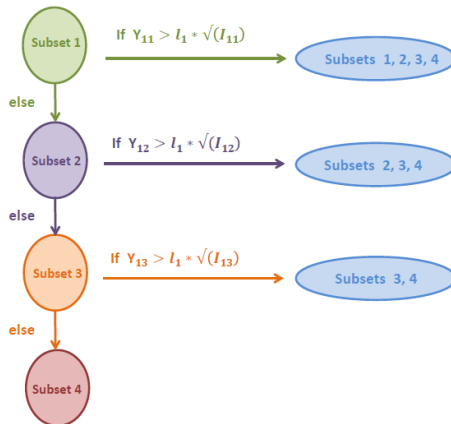 Subset 1
If Y₁₁ > l₁ * √(I₁₁)
Subsets 1, 2, 3, 4
else
Subset 2
If Y₁₂ > l₁ * √(I₁₂)
Subsets 2, 3, 4
else
Subset 3
If Y₁₃ > l₁ * √(I₁₃)
Subsets 3, 4
else
Subset 4